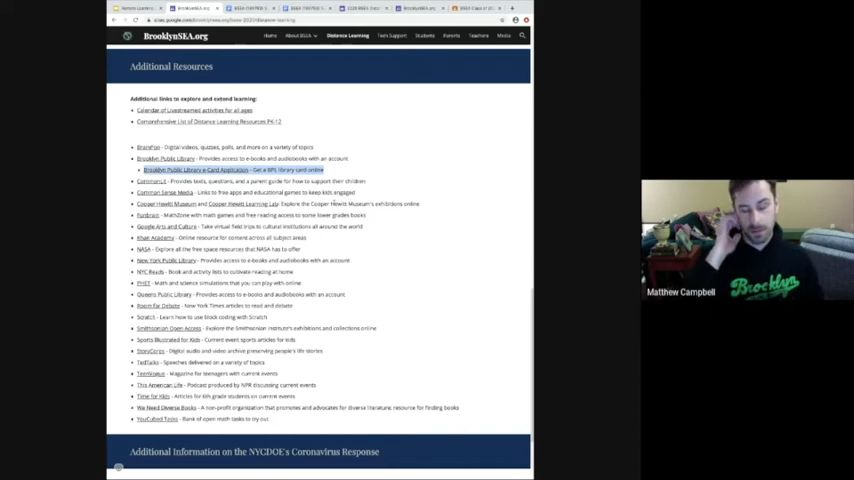 Remote Learning
BrooklynSEA.org
sites.google.com/brooklynsea.org/new-2020/distance-learning
BrooklynSEA.org
Home
About BSEA
Distance Learning
Tech Support
Students
Parents
Teachers
Media
Additional Resources
Additional links to explore and extend learning:
Calendar of Livestreamed activities for all ages
Comprehensive List of Distance Learning Resources PK-12
BrainPop - Digital videos, quizzes, polls, and more on a variety of topics
Brooklyn Public Library - Provides access to e-books and audiobooks with an account
Brooklyn Public Library e-Card Application - Get a BPL library card online
CommonLit - Provides texts, questions, and a parent guide for how to support their children
Common Sense Media - Links to free apps and educational games to keep kids engaged
Cooper Hewitt Museum and Cooper Hewitt Learning Lab- Explore the Cooper Hewitt Museum's exhibitions online
Funbrain - MathZone with math games and free reading access to some lower grades books
Google Arts and Culture - Take virtual field trips to cultural institutions all around the world
Khan Academy - Online resource for content across all subject areas
NASA - Explore all the free space resources that NASA has to offer
New York Public Library - Provides access to e-books and audiobooks with an account
NYC Reads - Book and activity lists to cultivate reading at home
PHET - Math and science simulations that you can play with online
Queens Public Library - Provides access to e-books and audiobooks with an account
Room for Debate - New York Times articles to read and debate
Scratch - Learn how to use block coding with Scratch
Smithsonian Open Access - Explore the Smithsonian Institute's exhibitions and collections online
Sports Illustrated for Kids - Current event sports articles for kids
StoryCorps - Digital audio and video archive preserving people's life stories
TedTalks - Speeches delivered on a variety of topics
TeenVogue - Magazine for teenagers with current events
This American Life - Podcast produced by NPR discussing current events
Time for Kids - Articles for 6th grade students on current events
We Need Diverse Books - A non-profit organization that promotes and advocates for diverse literature; resource for finding books
YouCubed Tasks - Bank of open math tasks to try out
Additional Information on the NYCDOE's Coronavirus Response
Brooklyn
Matthew Campbell